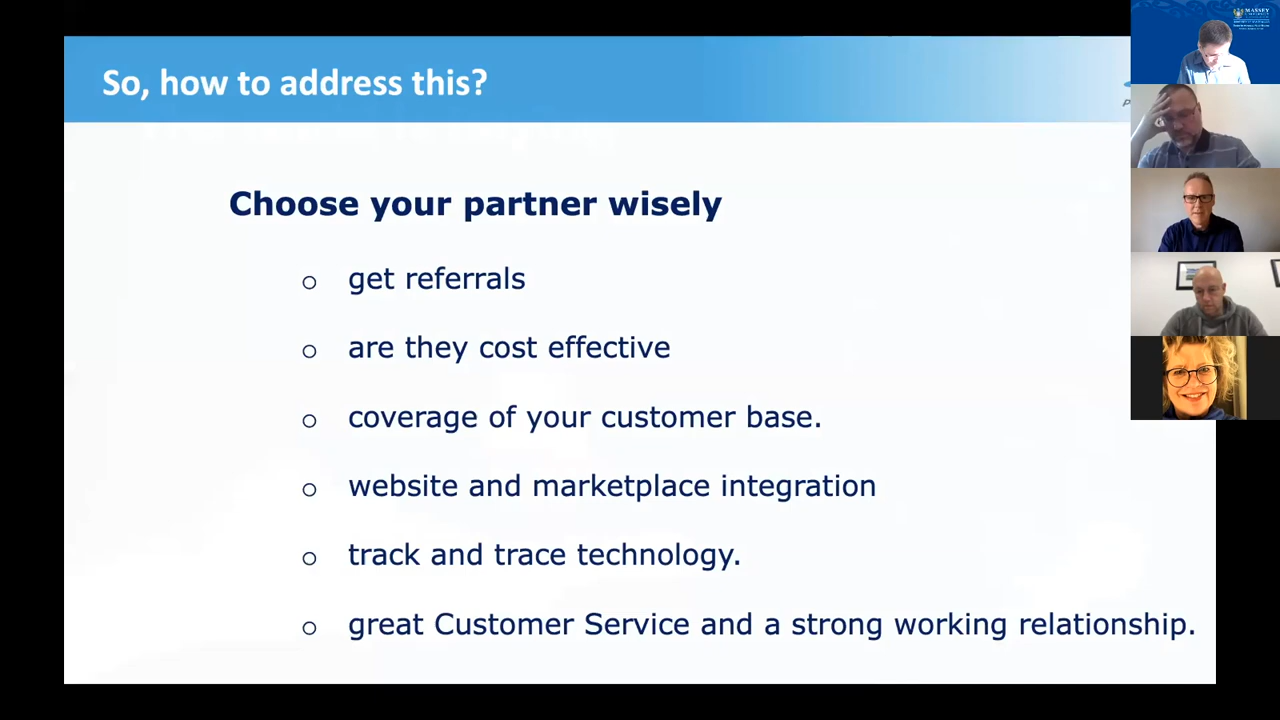 So, how to address this?
MASSEY
Choose your partner wisely
o get referrals
o are they cost effective
o coverage of your customer base.
o website and marketplace integration
o track and trace technology.
o great Customer Service and a strong working relationship.